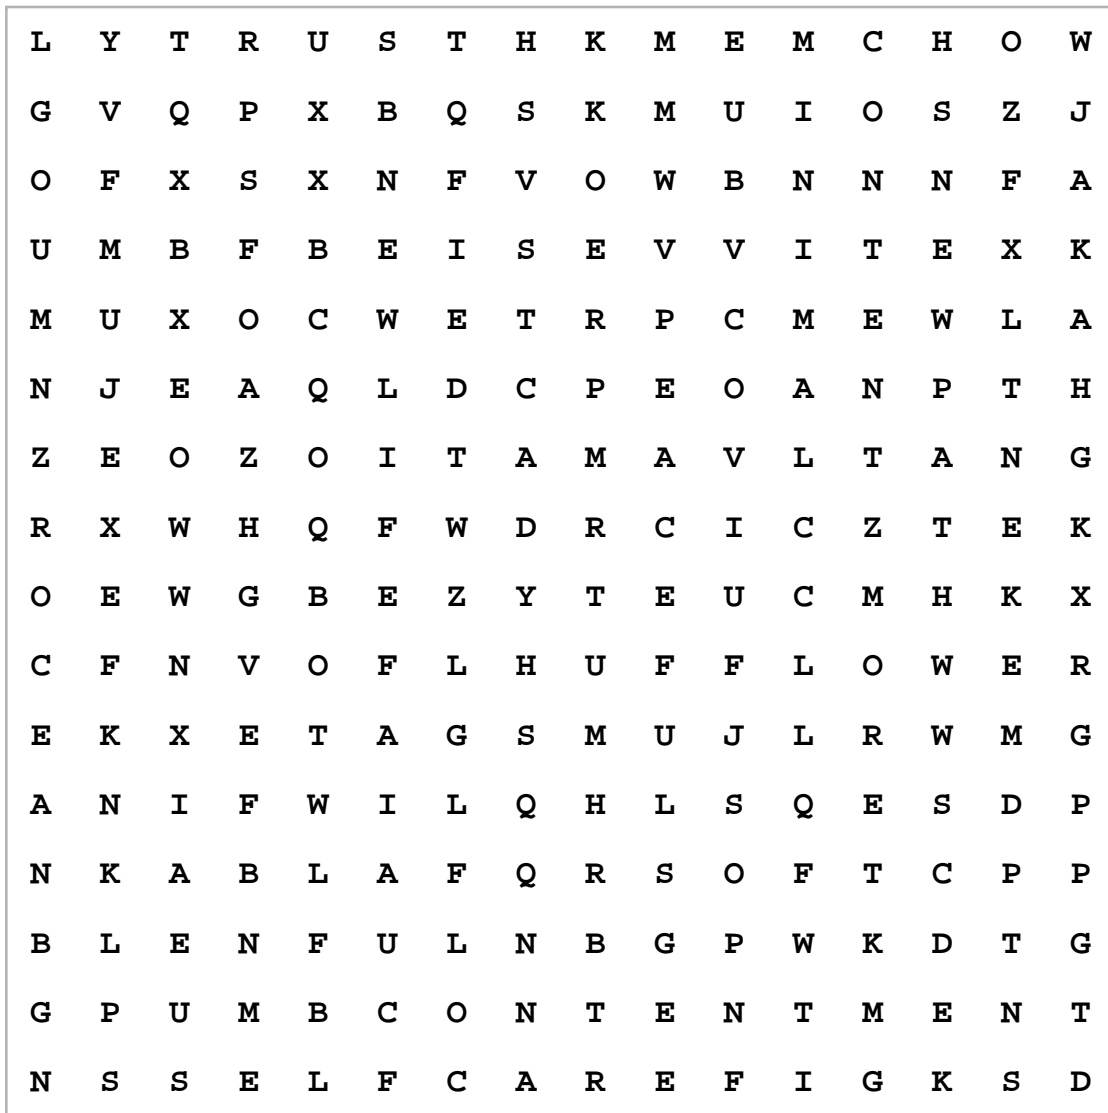 L Y T R U S T H K M E M C H O W
G V Q P X B Q S K M U I O S Z J
O F X S X N F V O W B N N N F A
U M B F B E I S E V V I T E X K
M U X O C W E T R P C M E W L A
N J E A Q L D C P E O A N P T H
Z E O Z O I T A M A V L T A N G
R X W H Q F W D R C I C Z T E K
O E W G B E Z Y T E U C M H K X
C F N V O F L H U F F L O W E R
E K X E T A G S M U J L R W M G
A N I F W I L Q H L S Q E S D P
N K A B L A F Q R S O F T C P P
B L E N F U L N B G P W K D T G
G P U M B C O N T E N T M E N T
N S S E L F C A R E F I G K S D